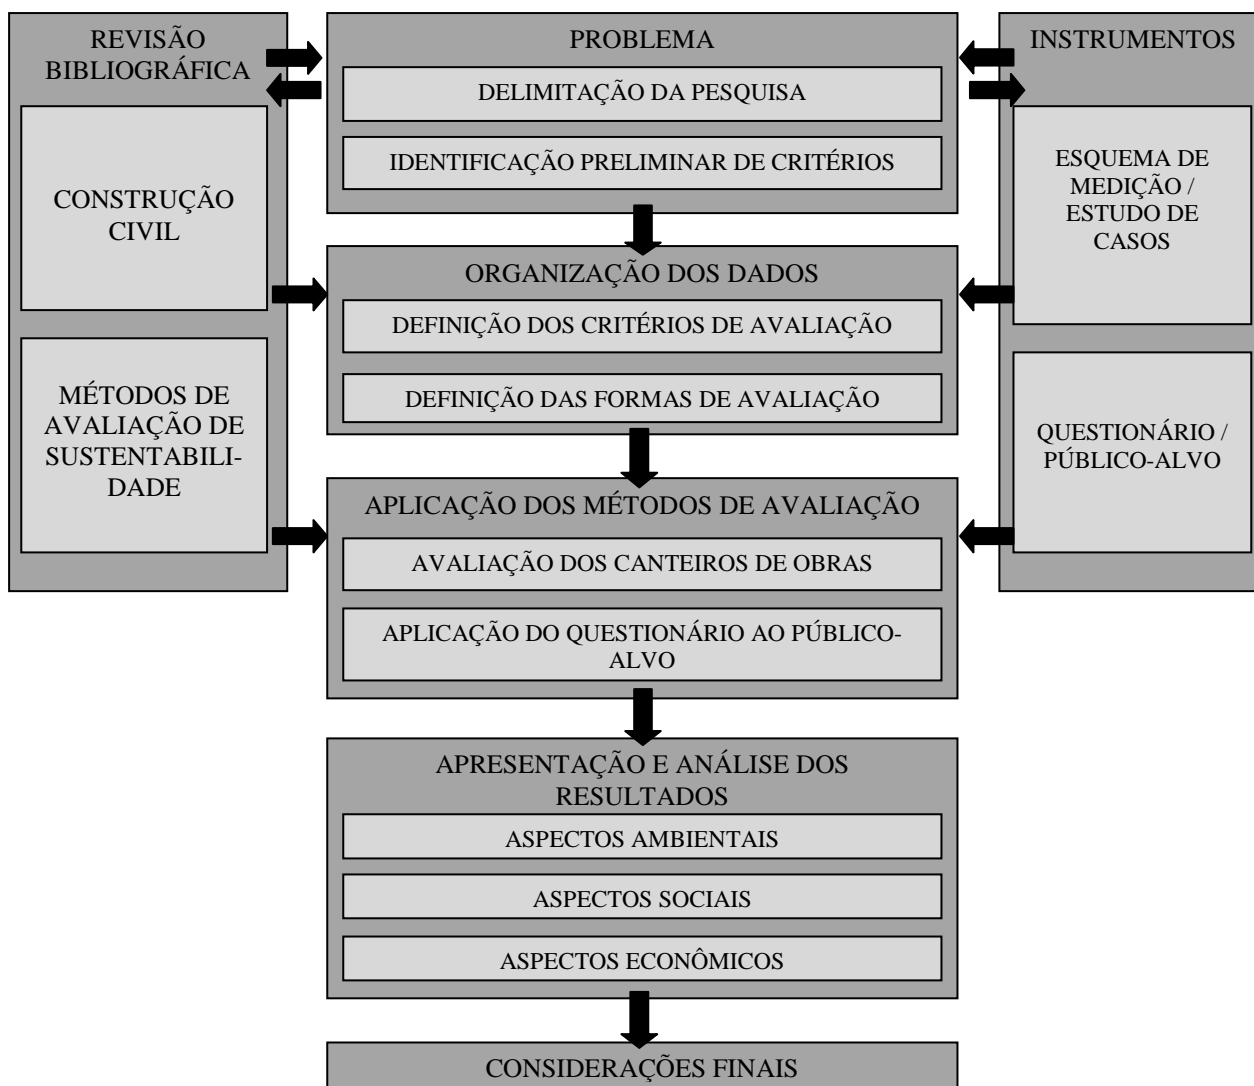 REVISÃO
BIBLIOGRÁFICA
CONSTRUÇÃO
CIVIL
MÉTODOS DE
AVALIAÇÃO DE
SUSTENTABILI-
DADE
PROBLEMA
DELIMITAÇÃO DA PESQUISA
IDENTIFICAÇÃO PRELIMINAR DE CRITÉRIOS
ORGANIZAÇÃO DOS DADOS
DEFINIÇÃO DOS CRITÉRIOS DE AVALIAÇÃO
DEFINIÇÃO DAS FORMAS DE AVALIAÇÃO
APLICAÇÃO DOS MÉTODOS DE AVALIAÇÃO
AVALIAÇÃO DOS CANTEIROS DE OBRAS
APLICAÇÃO DO QUESTIONÁRIO AO PÚBLICO-
ALVO
APRESENTAÇÃO E ANÁLISE DOS
RESULTADOS
ASPECTOS AMBIENTAIS
ASPECTOS SOCIAIS
ASPECTOS ECONÔMICOS
CONSIDERAÇÕES FINAIS
INSTRUMENTOS
ESQUEMA DE
MEDIÇÃO /
ESTUDO DE
CASOS
QUESTIONÁRIO /
PÚBLICO-ALVO